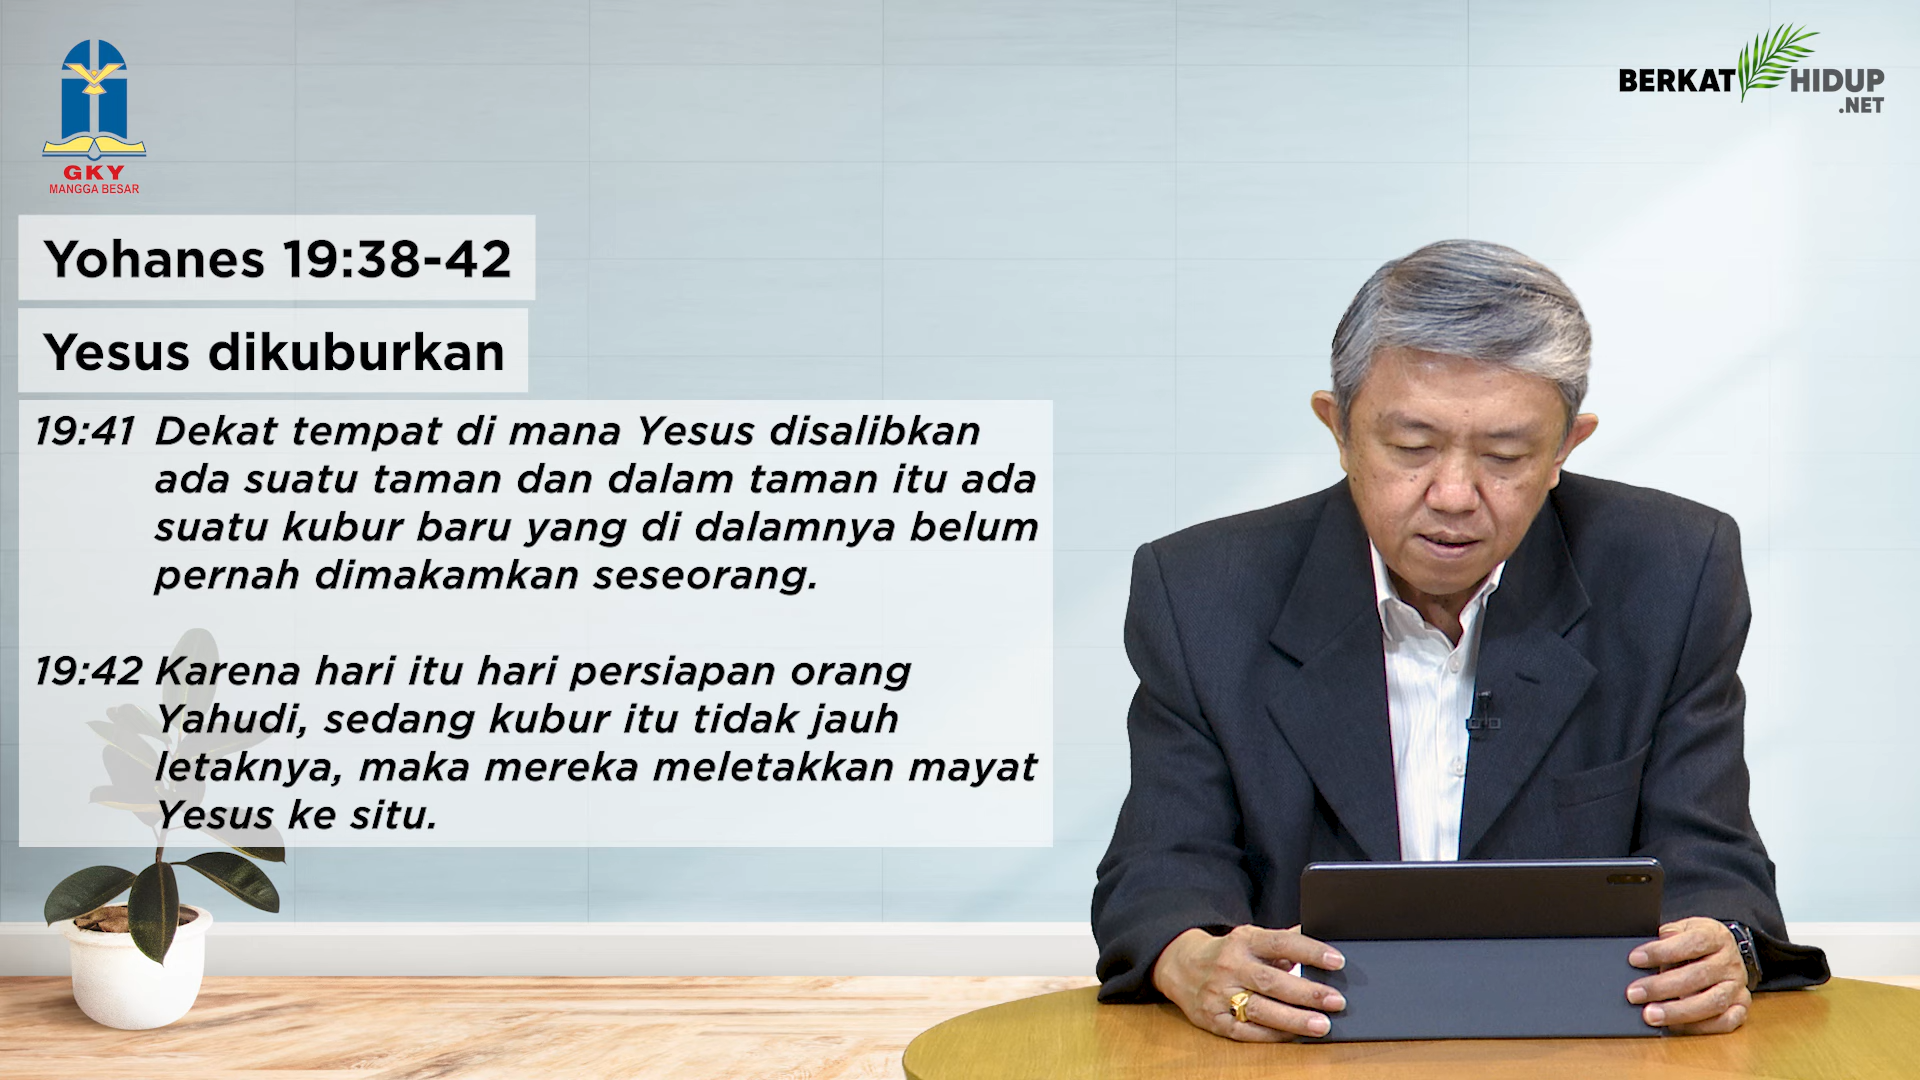 GKY
MANGGA BESAR
BERKAT HIDUP
.NET
Yohanes 19:38-42
Yesus dikuburkan
19:41 Dekat tempat di mana Yesus disalibkan
ada suatu taman dan dalam taman itu ada
suatu kubur baru yang di dalamnya belum
pernah dimakamkan seseorang.
19:42 Karena hari itu hari persiapan orang
Yahudi, sedang kubur itu tidak jauh
letaknya, maka mereka meletakkan mayat
Yesus ke situ.